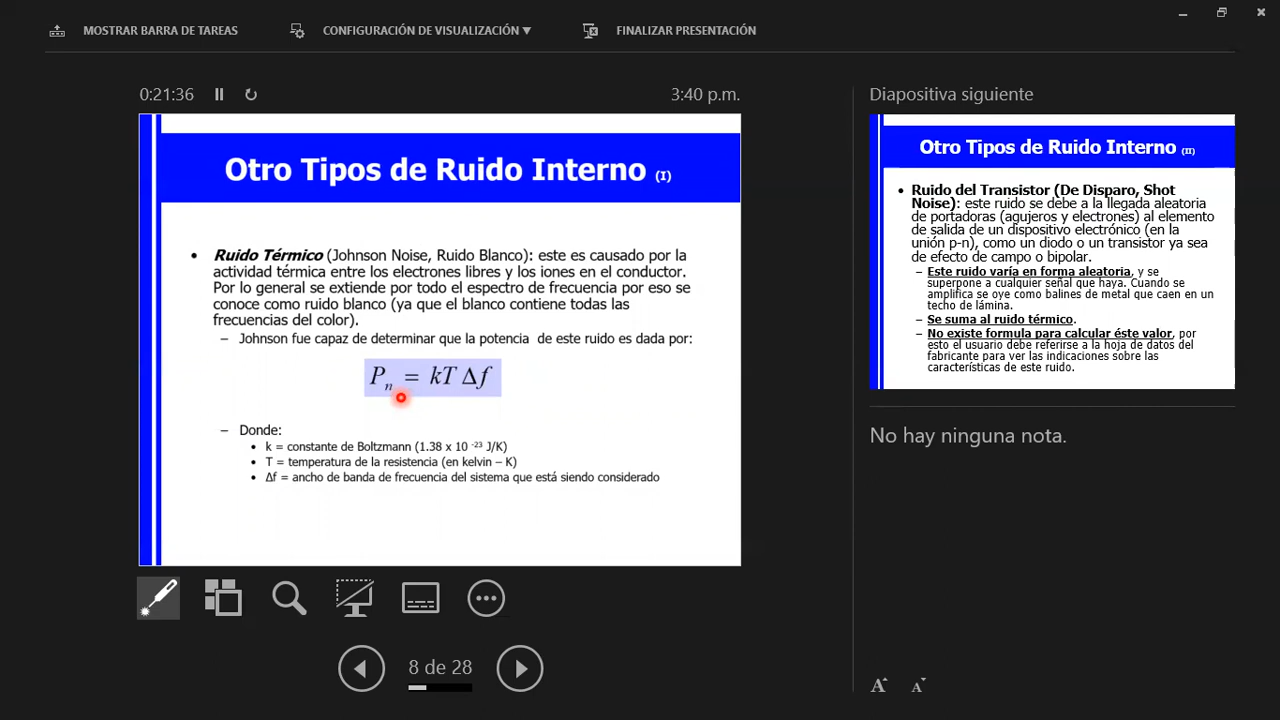 MOSTRAR BARRA DE TAREAS
CONFIGURACIÓN DE VISUALIZACIÓN ▼
FINALIZAR PRESENTACIÓN
0:21:36
3:40 p.m.
Otro Tipos de Ruido Interno (I)
• Ruido Térmico (Johnson Noise, Ruido Blanco): este es causado por la
actividad térmica entre los electrones libres y los iones en el conductor.
Por lo general se extiende por todo el espectro de frecuencia por eso se
conoce como ruido blanco (ya que el blanco contiene todas las
frecuencias del color).
– Johnson fue capaz de determinar que la potencia de este ruido es dada por:
Pn = kT Δf
– Donde:
• k = constante de Boltzmann (1.38 x 10 -23 J/K)
• T = temperatura de la resistencia (en kelvin – K)
• Δf = ancho de banda de frecuencia del sistema que está siendo considerado
8 de 28
Diapositiva siguiente
Otro Tipos de Ruido Interno (II)
• Ruido del Transistor (De Disparo, Shot
Noise): este ruido se debe a la llegada aleatoria
de portadoras (agujeros y electrones) al elemento
de salida de un dispositivo electrónico (en la
unión p-n), como un diodo o un transistor ya sea
de efecto de campo o bipolar.
– Este ruido varía en forma aleatoria, y se
superpone a cualquier señal que haya. Cuando se
amplifica se oye como balines de metal que caen en un
techo de lámina.
– Se suma al ruido térmico.
– No existe formula para calcular éste valor, por
esto el usuario debe referirse a la hoja de datos del
fabricante para ver las indicaciones sobre las
características de este ruido.
No hay ninguna nota.
A A